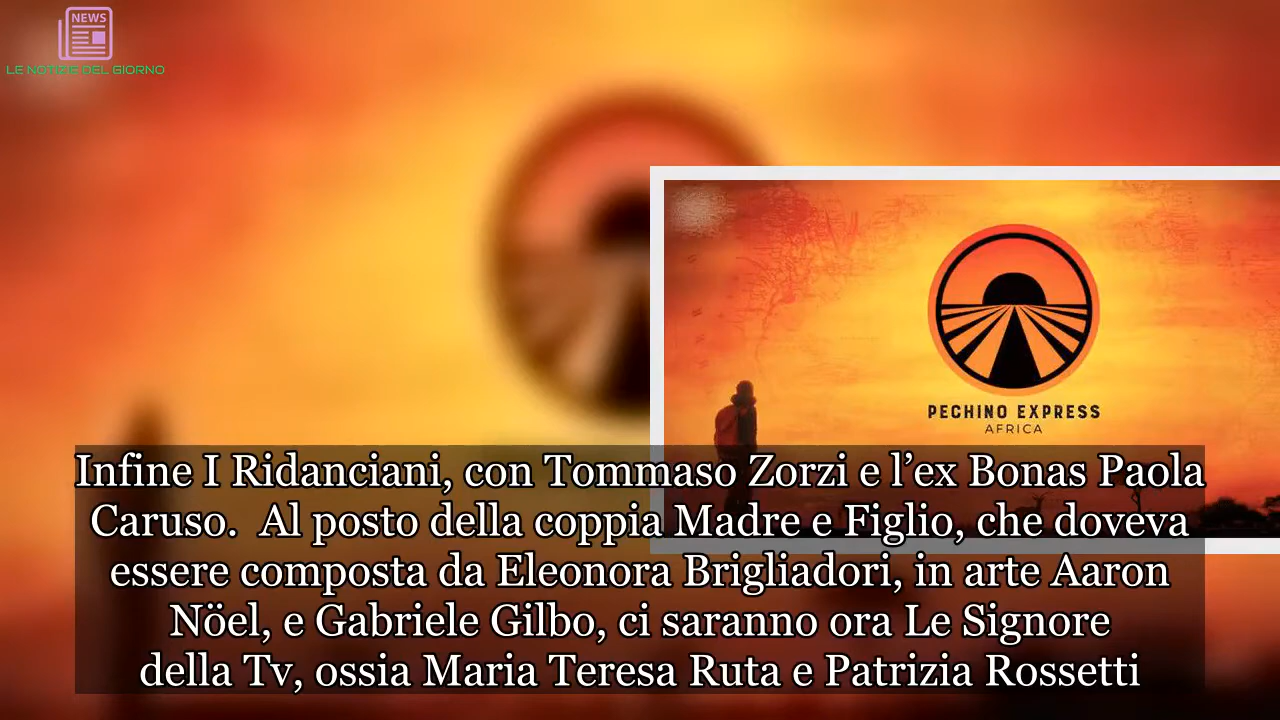 NEWS
LE NOTIZIE DEL GIORNO
PECHINO EXPRESS
AFRICA
Infine I Ridanciani, con Tommaso Zorzi e l’ex Bonas Paola
Caruso.  Al posto della coppia Madre e Figlio, che doveva
essere composta da Eleonora Brigliadori, in arte Aaron
Nöel, e Gabriele Gilbo, ci saranno ora Le Signore
della Tv, ossia Maria Teresa Ruta e Patrizia Rossetti